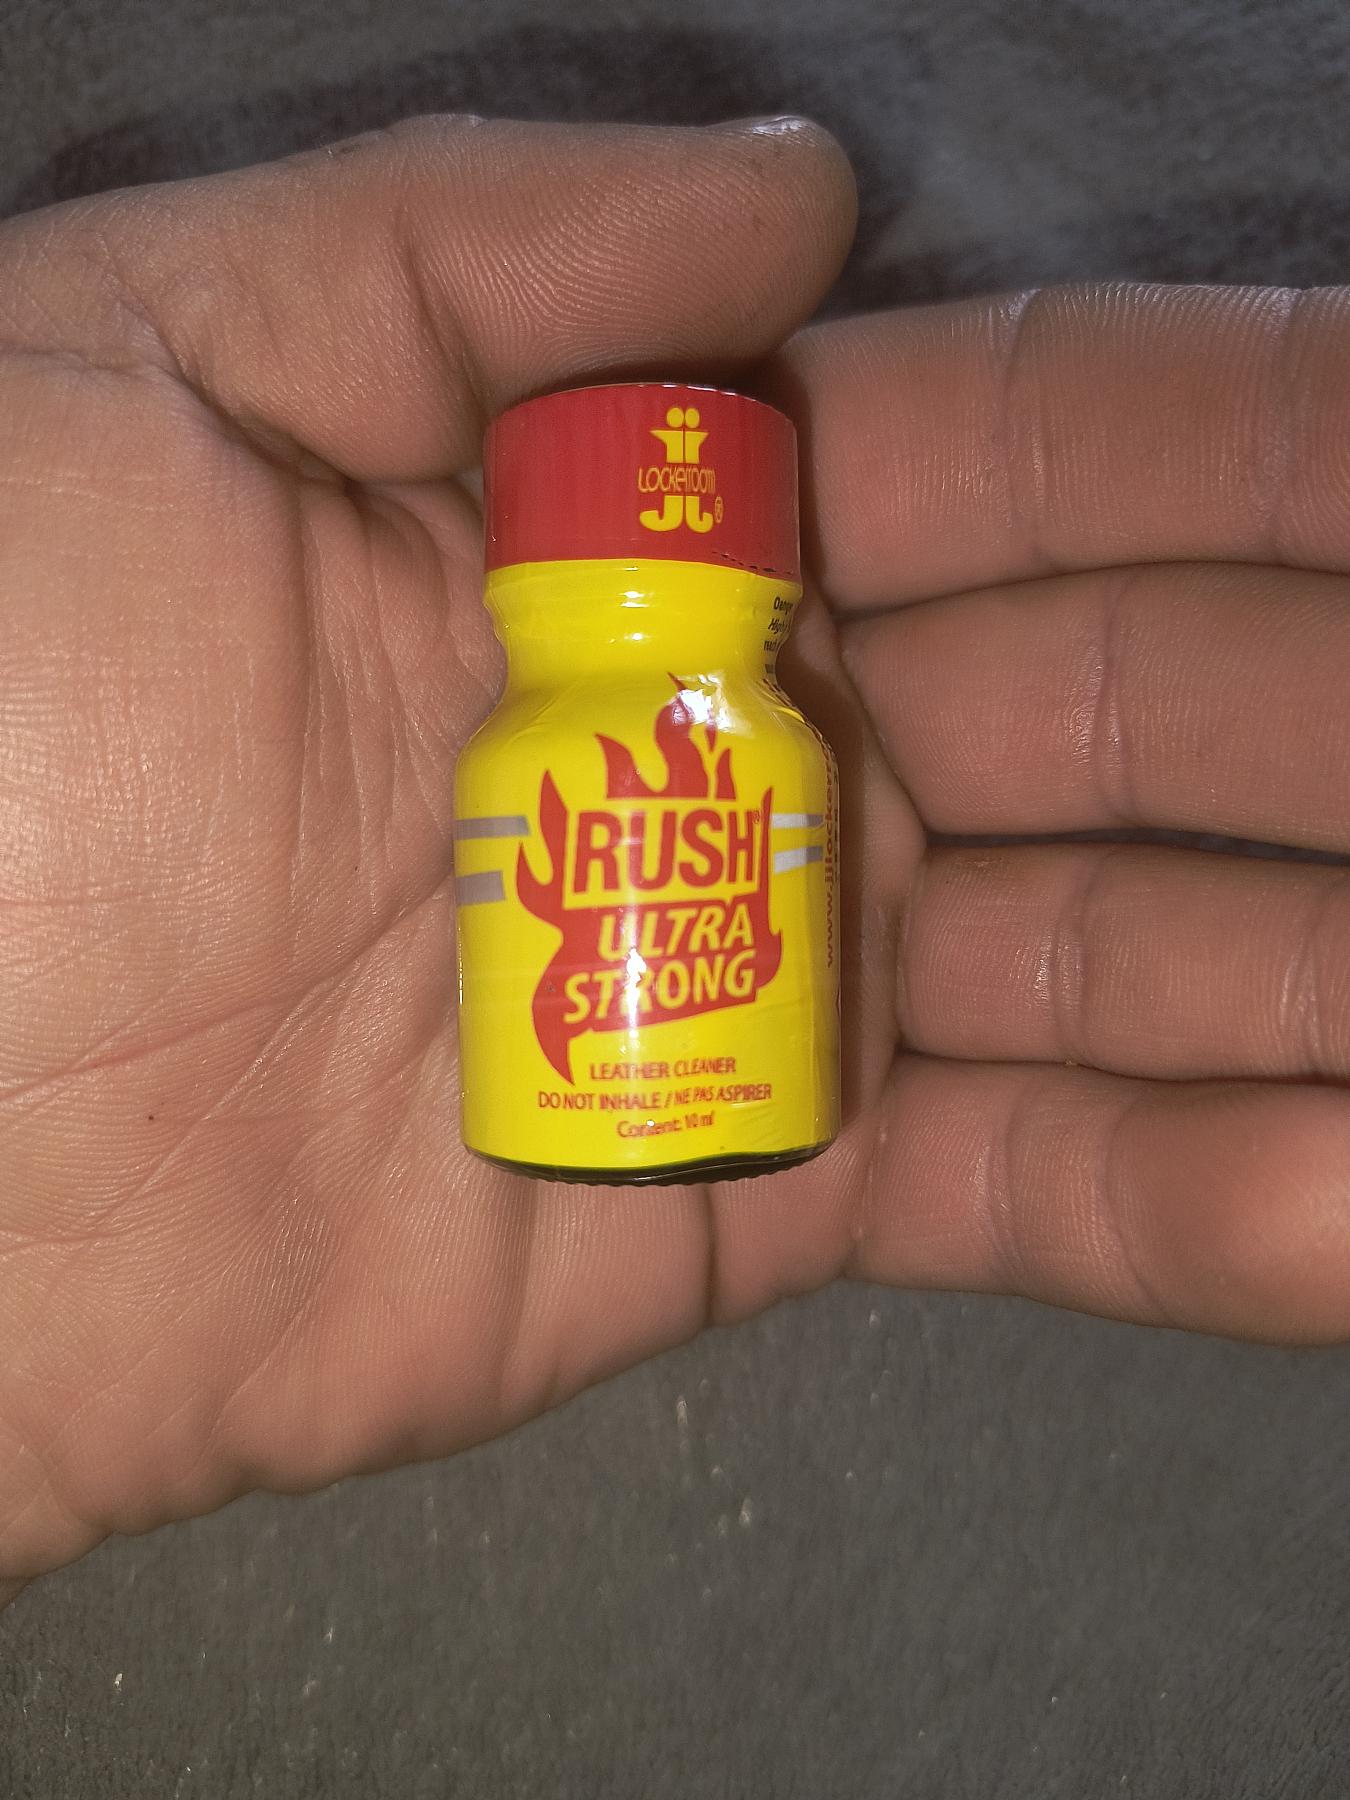 LOCKERROOM
®
RUSH®
ULTRA
STRONG
LEATHER CLEANER
DO NOT INHALE / NE PAS ASPIRER
Content: 10 ml